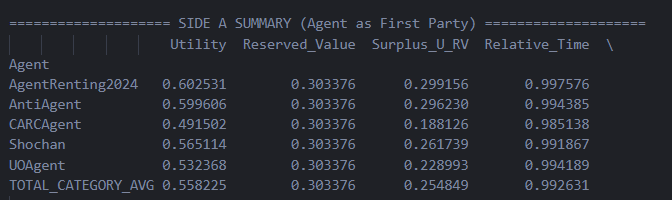 ==================== SIDE A SUMMARY (Agent as First Party) ====================
                    Utility  Reserved_Value  Surplus_U_RV  Relative_Time  \
Agent
AgentRenting2024   0.602531        0.303376      0.299156       0.997576
AntiAgent          0.599606        0.303376      0.296230       0.994385
CARCAgent          0.491502        0.303376      0.188126       0.985138
Shochan            0.565114        0.303376      0.261739       0.991867
UOAgent            0.532368        0.303376      0.228993       0.994189
TOTAL_CATEGORY_AVG 0.558225        0.303376      0.254849       0.992631